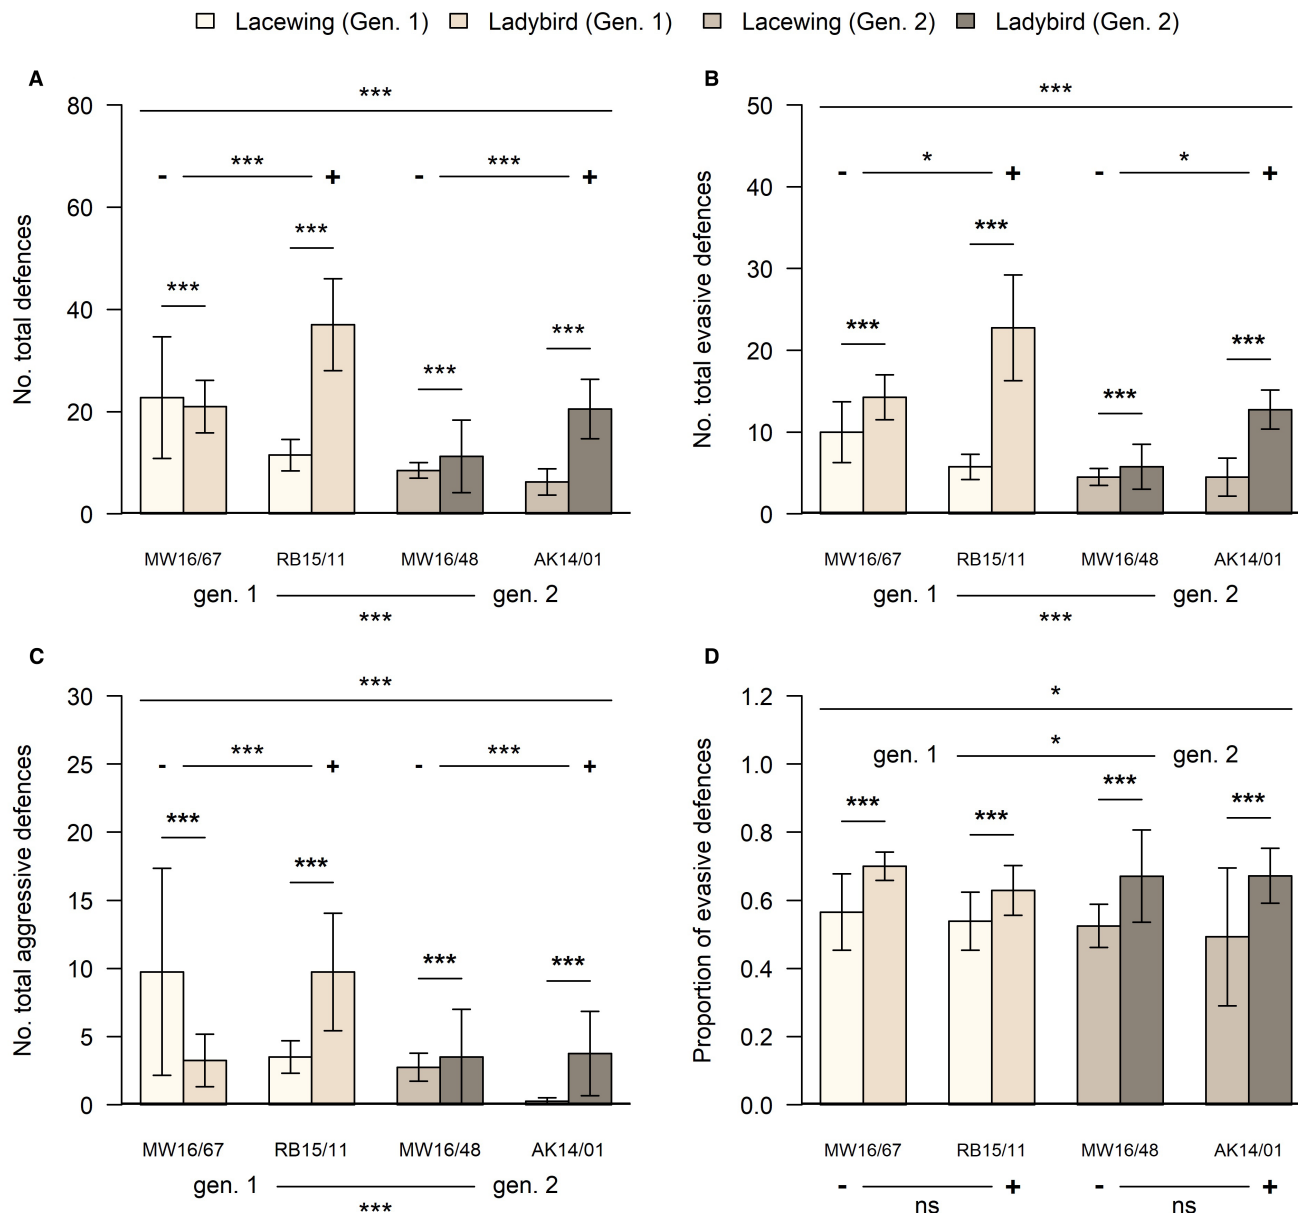 Lacewing (Gen. 1) Ladybird (Gen. 1) Lacewing (Gen. 2) Ladybird (Gen. 2)
A
No. total defences
80
60
40
20
0
***
- *** + - *** +
***
***
***
***
MW16/67 RB15/11 MW16/48 AK14/01
gen. 1 gen. 2
***
B
No. total evasive defences
50
40
30
20
10
0
***
- * + - * +
***
***
***
***
MW16/67 RB15/11 MW16/48 AK14/01
gen. 1 gen. 2
***
C
No. total aggressive defences
30
25
20
15
10
5
0
***
- *** + - *** +
***
***
***
***
MW16/67 RB15/11 MW16/48 AK14/01
gen. 1 gen. 2
***
D
Proportion of evasive defences
1.2
1.0
0.8
0.6
0.4
0.2
0.0
*
gen. 1 * gen. 2
***
***
***
***
MW16/67 RB15/11 MW16/48 AK14/01
- + - +
ns ns